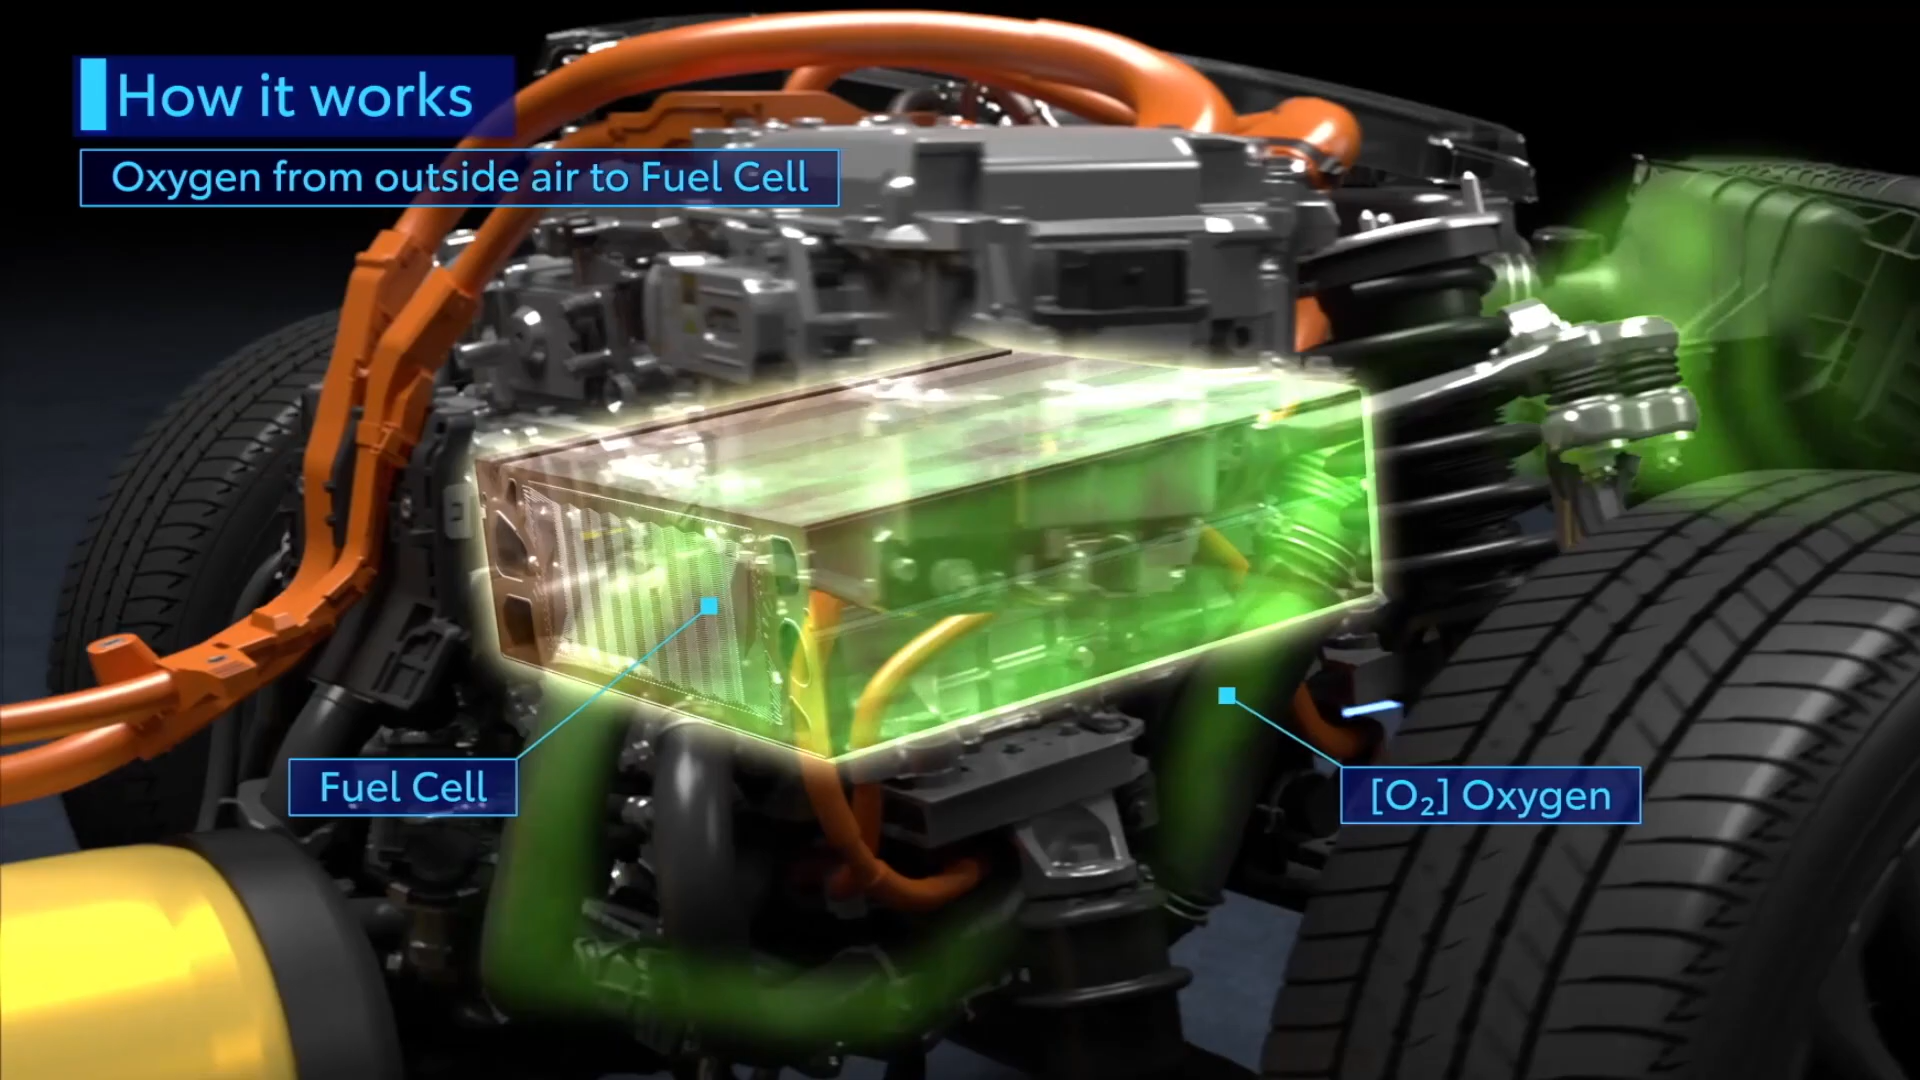 How it works
Oxygen from outside air to Fuel Cell
Fuel Cell
[O₂] Oxygen